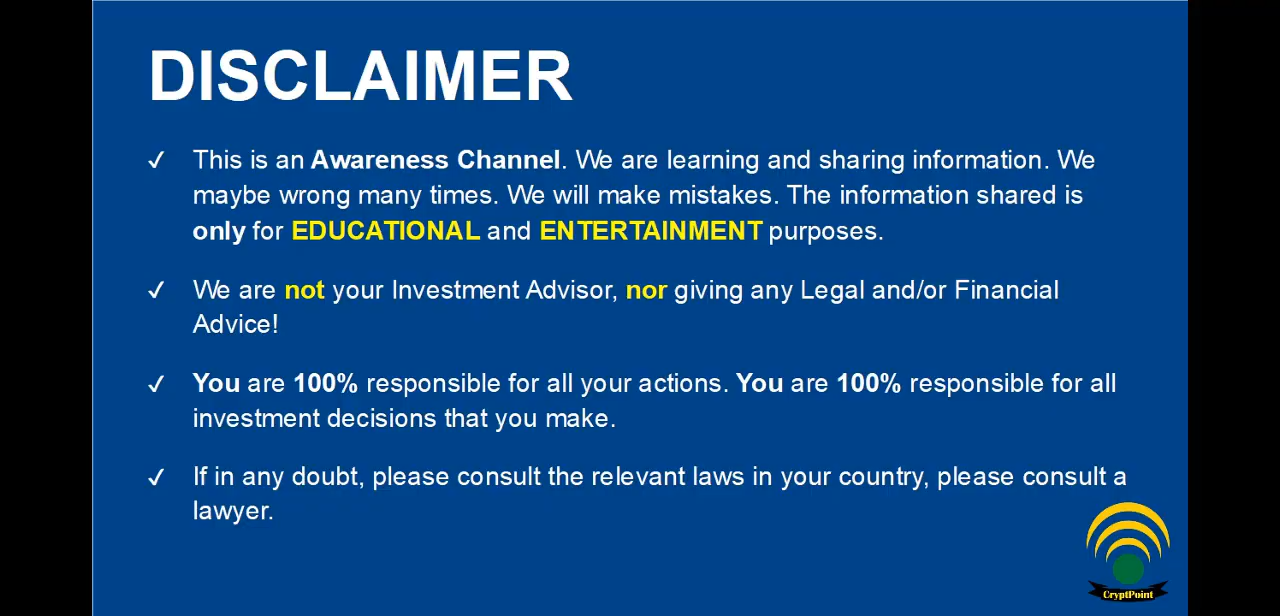 DISCLAIMER
✓ This is an Awareness Channel. We are learning and sharing information. We
maybe wrong many times. We will make mistakes. The information shared is
only for EDUCATIONAL and ENTERTAINMENT purposes.
✓ We are not your Investment Advisor, nor giving any Legal and/or Financial
Advice!
✓ You are 100% responsible for all your actions. You are 100% responsible for all
investment decisions that you make.
✓ If in any doubt, please consult the relevant laws in your country, please consult a
lawyer.
CryptPoint